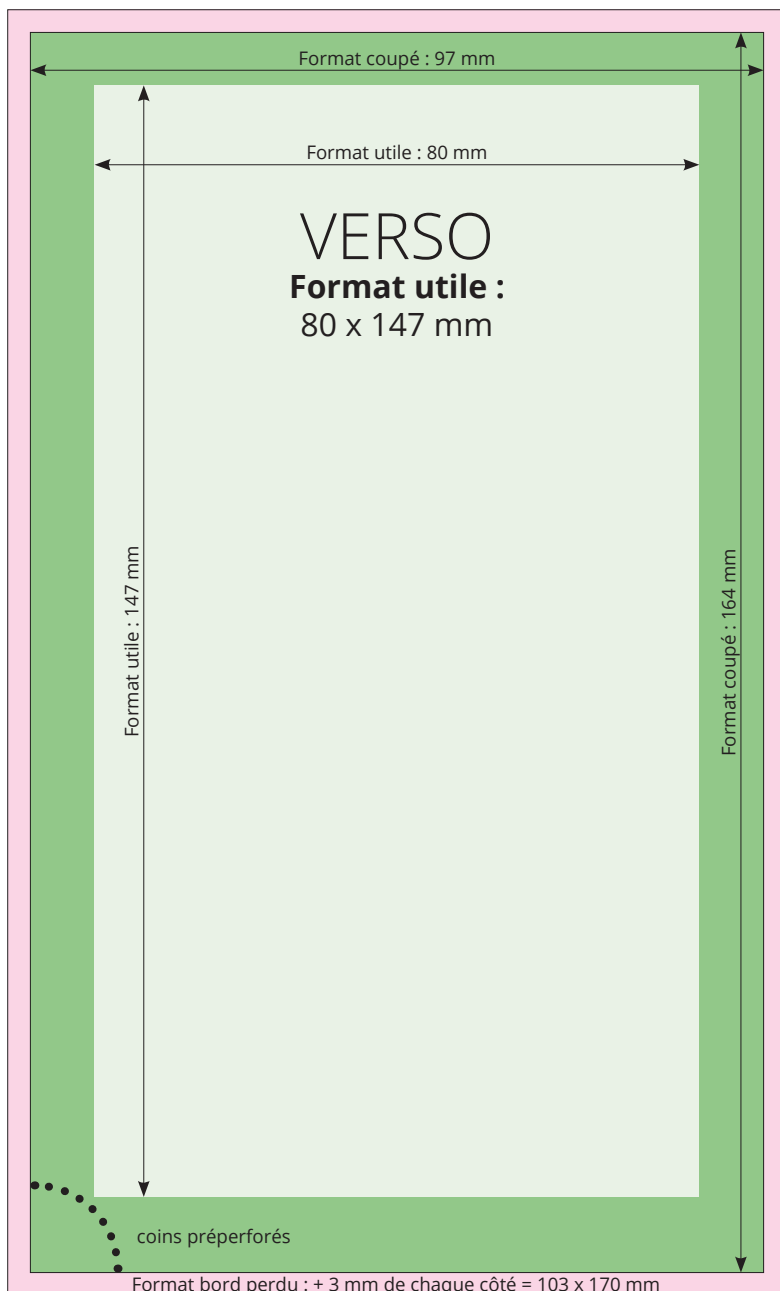 Format coupé : 97 mm
Format utile : 80 mm
VERSO
Format utile :
80 x 147 mm
Format utile : 147 mm
Format coupé : 164 mm
coins préperforés
Format bord perdu : + 3 mm de chaque côté = 103 x 170 mm